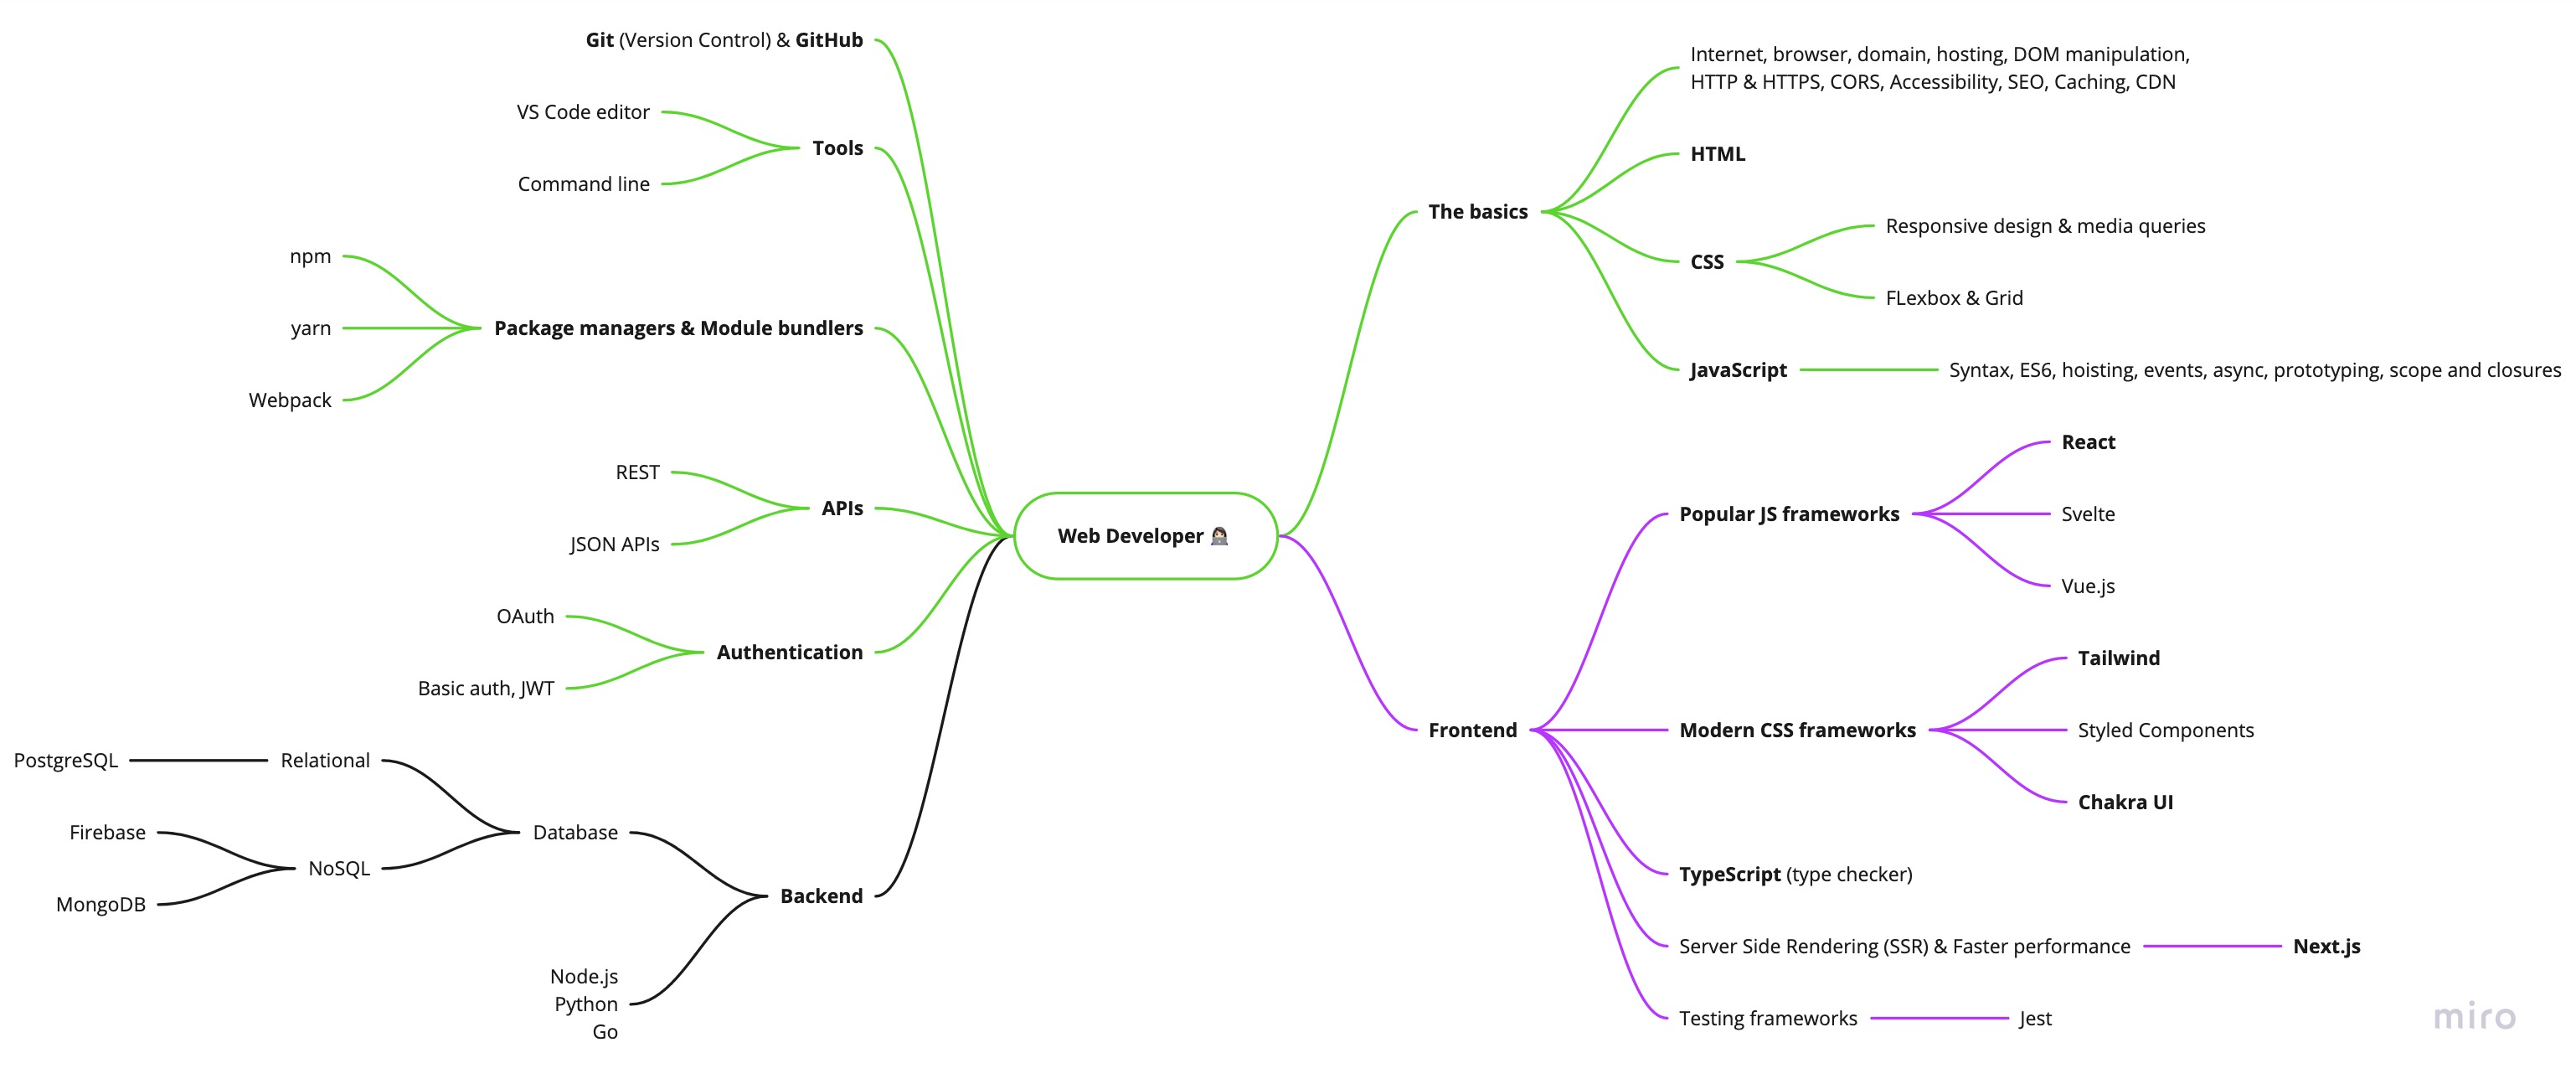 Git (Version Control) & GitHub
VS Code editor
Tools
Command line
npm
yarn
Package managers & Module bundlers
Webpack
REST
APIs
JSON APIs
OAuth
Authentication
Basic auth, JWT
PostgreSQL
Relational
Firebase
Database
NoSQL
MongoDB
Backend
Node.js
Python
Go
Web Developer
Internet, browser, domain, hosting, DOM manipulation,
HTTP & HTTPS, CORS, Accessibility, SEO, Caching, CDN
HTML
The basics
Responsive design & media queries
CSS
FLexbox & Grid
JavaScript
Syntax, ES6, hoisting, events, async, prototyping, scope and closures
React
Popular JS frameworks
Svelte
Vue.js
Tailwind
Frontend
Modern CSS frameworks
Styled Components
Chakra UI
TypeScript (type checker)
Server Side Rendering (SSR) & Faster performance
Next.js
Testing frameworks
Jest
miro